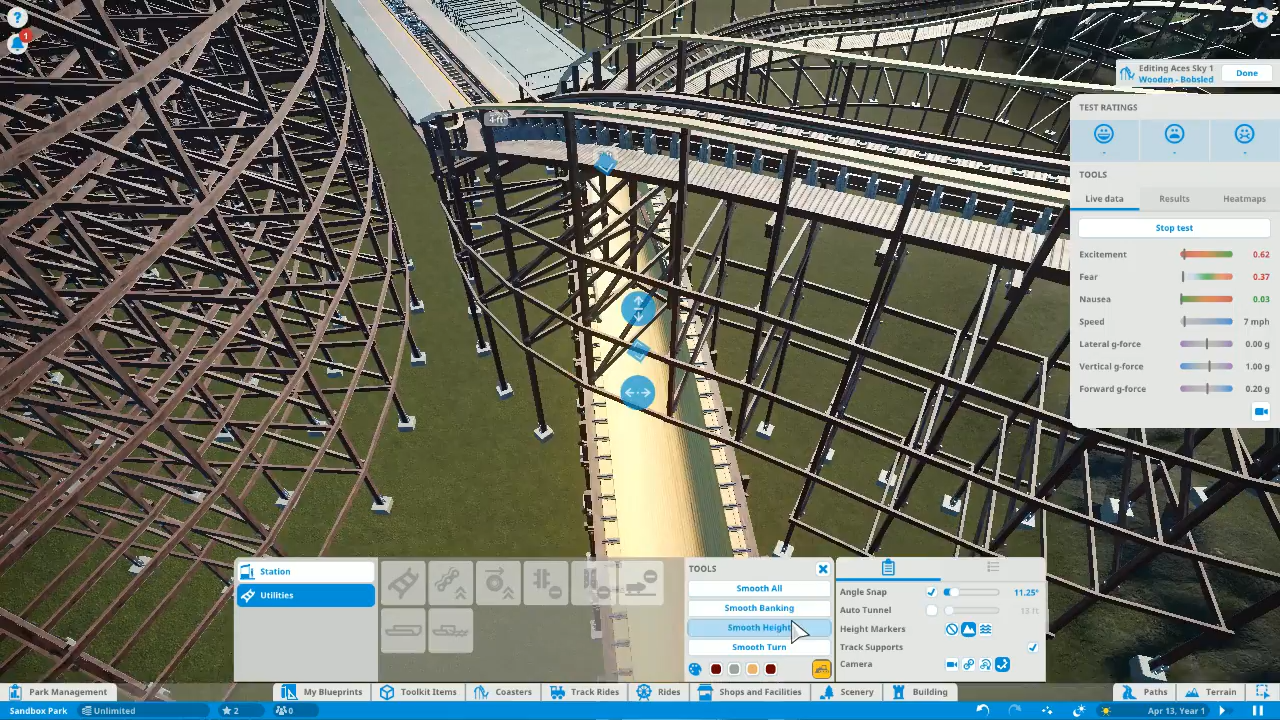 ?
1
4ft
Editing Aces Sky 1
Wooden - Bobsled
Done
TEST RATINGS
-
-
-
TOOLS
Live data
Results
Heatmaps
Stop test
Excitement
0.62
Fear
0.37
Nausea
0.03
Speed
7 mph
Lateral g-force
0.00 g
Vertical g-force
1.00 g
Forward g-force
0.20 g
Station
Utilities
TOOLS
Smooth All
Smooth Banking
Smooth Height
Smooth Turn
Angle Snap
11.25°
Auto Tunnel
13 ft
Height Markers
Track Supports
Camera
Park Management
My Blueprints
Toolkit Items
Coasters
Track Rides
Rides
Shops and Facilities
Scenery
Building
Paths
Terrain
Sandbox Park
Unlimited
2
0
Apr 13, Year 1